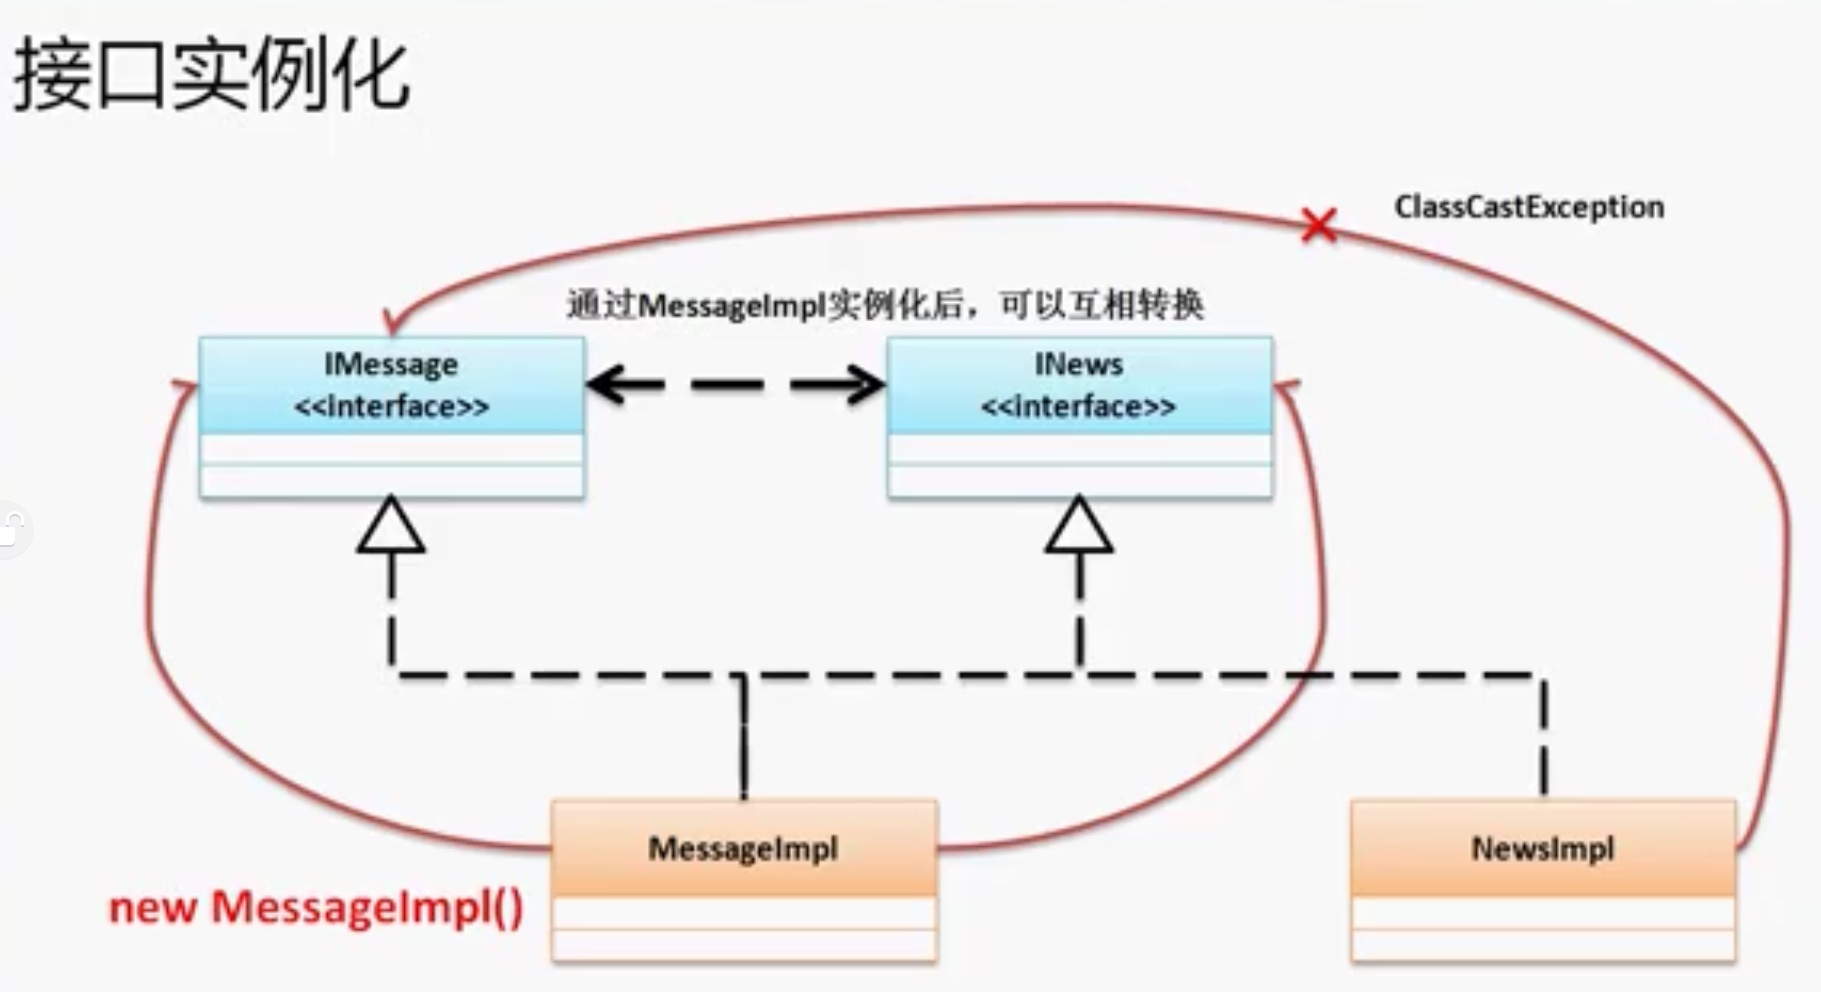 接口实例化
ClassCastException
通过MessageImpl实例化后，可以互相转换
IMessage
<<interface>>
INews
<<interface>>
MessageImpl
NewsImpl
new MessageImpl()